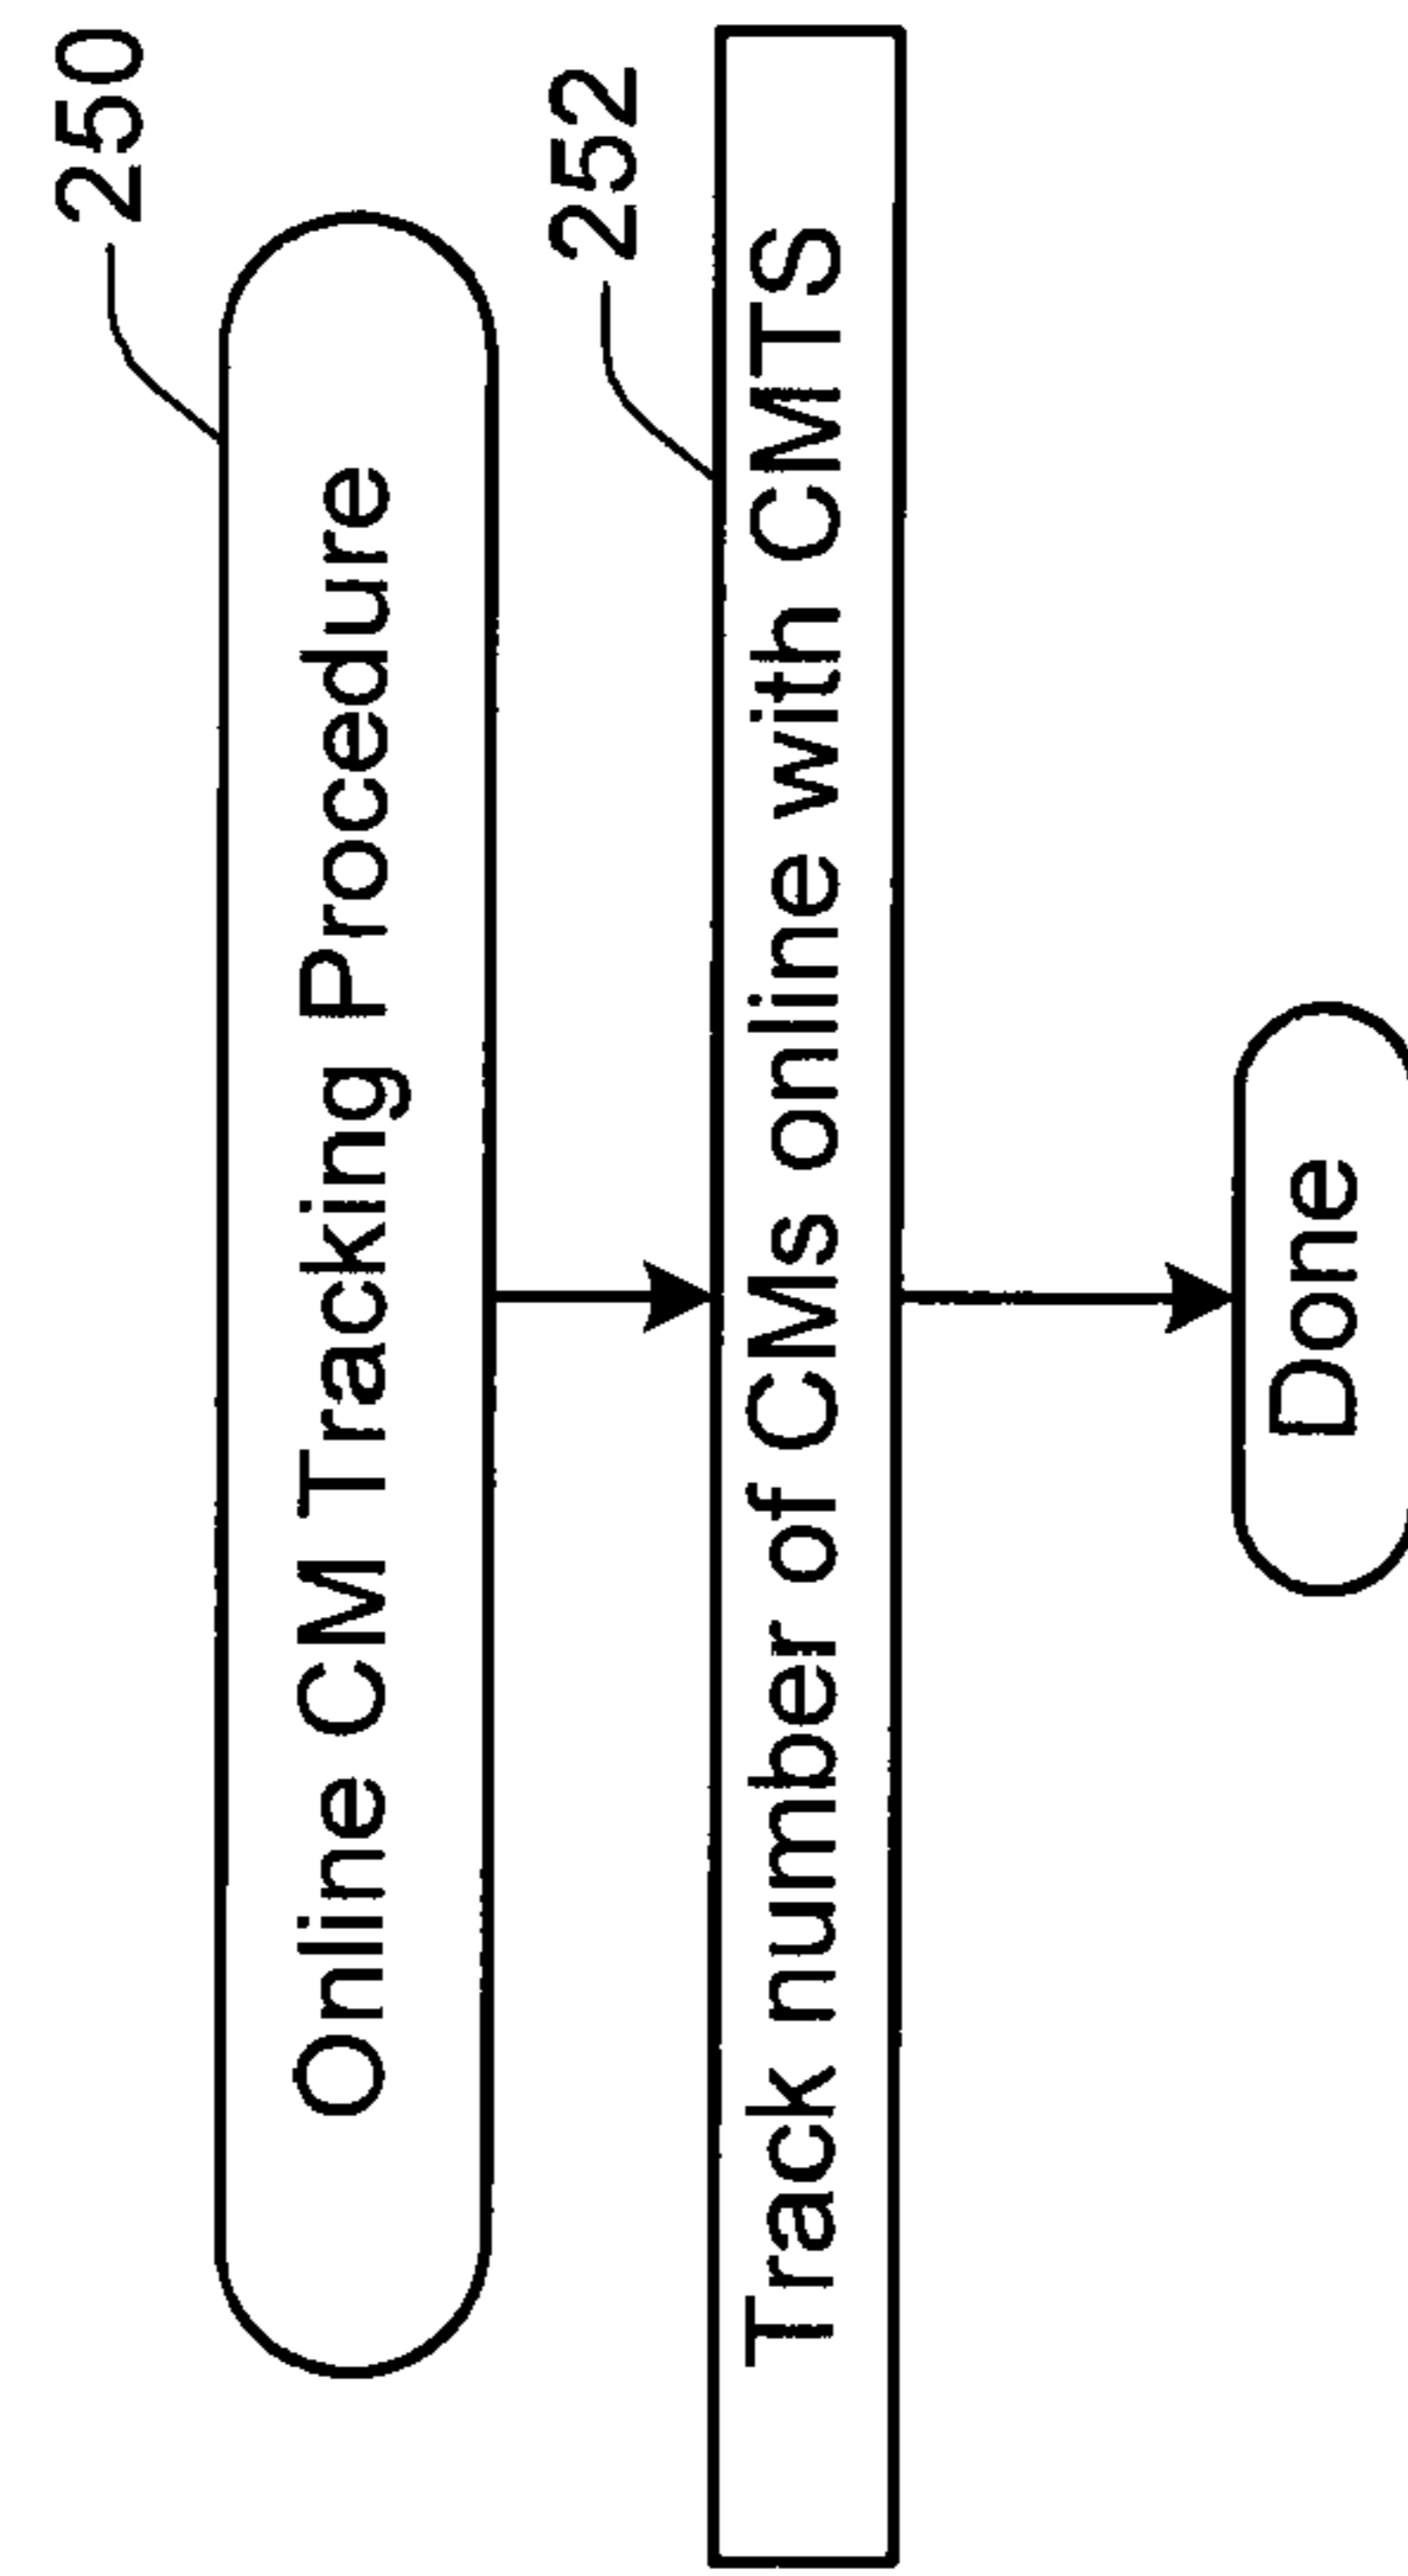 250
Online CM Tracking Procedure
252
Track number of CMs online with CMTS
Done